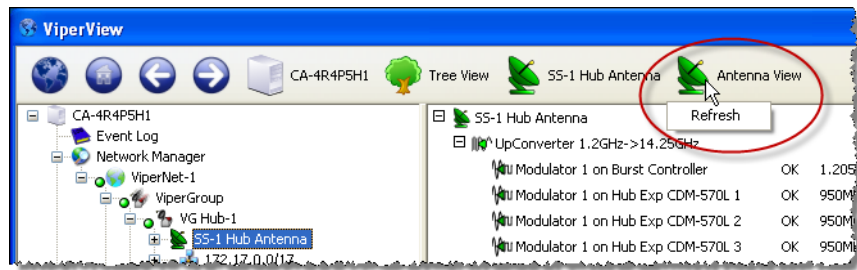 ViperView
CA-4R4P5H1 Tree View SS-1 Hub Antenna Antenna View
Refresh
CA-4R4P5H1
Event Log
Network Manager
ViperNet-1
ViperGroup
VG Hub-1
SS-1 Hub Antenna
172.17.0.0/17
SS-1 Hub Antenna
UpConverter 1.2GHz->14.25GHz
Modulator 1 on Burst Controller OK 1.205
Modulator 1 on Hub Exp CDM-570L 1 OK 950M
Modulator 1 on Hub Exp CDM-570L 2 OK 950M
Modulator 1 on Hub Exp CDM-570L 3 OK 950M